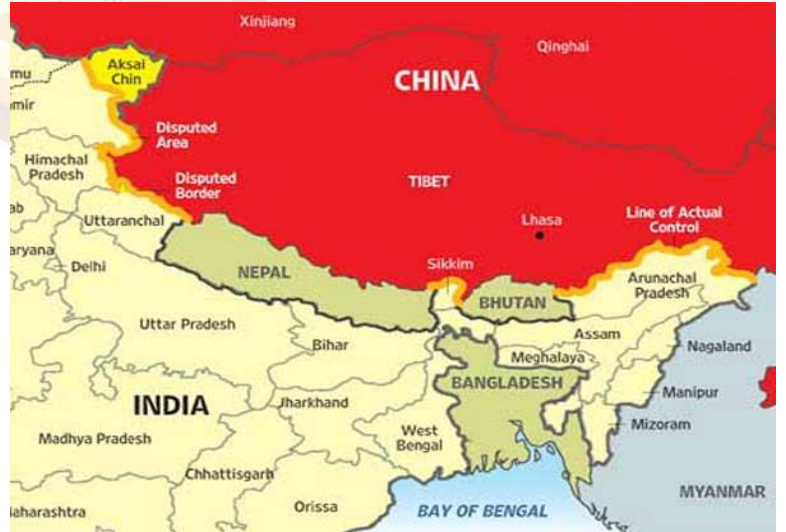 Xinjiang
Qinghai
Aksai
Chin
CHINA
mu
mir
Disputed
Area
Himachal
Pradesh
Disputed
Border
TIBET
ab
Uttaranchal
Lhasa
Line of Actual
Control
aryana
Delhi
NEPAL
Sikkim
BHUTAN
Arunachal
Pradesh
Uttar Pradesh
Bihar
Assam
Meghalaya
Nagaland
BANGLADESH
INDIA
Jharkhand
Manipur
Mizoram
Madhya Pradesh
West
Bengal
Chhattisgarh
MYANMAR
aharashtra
Orissa
BAY OF BENGAL